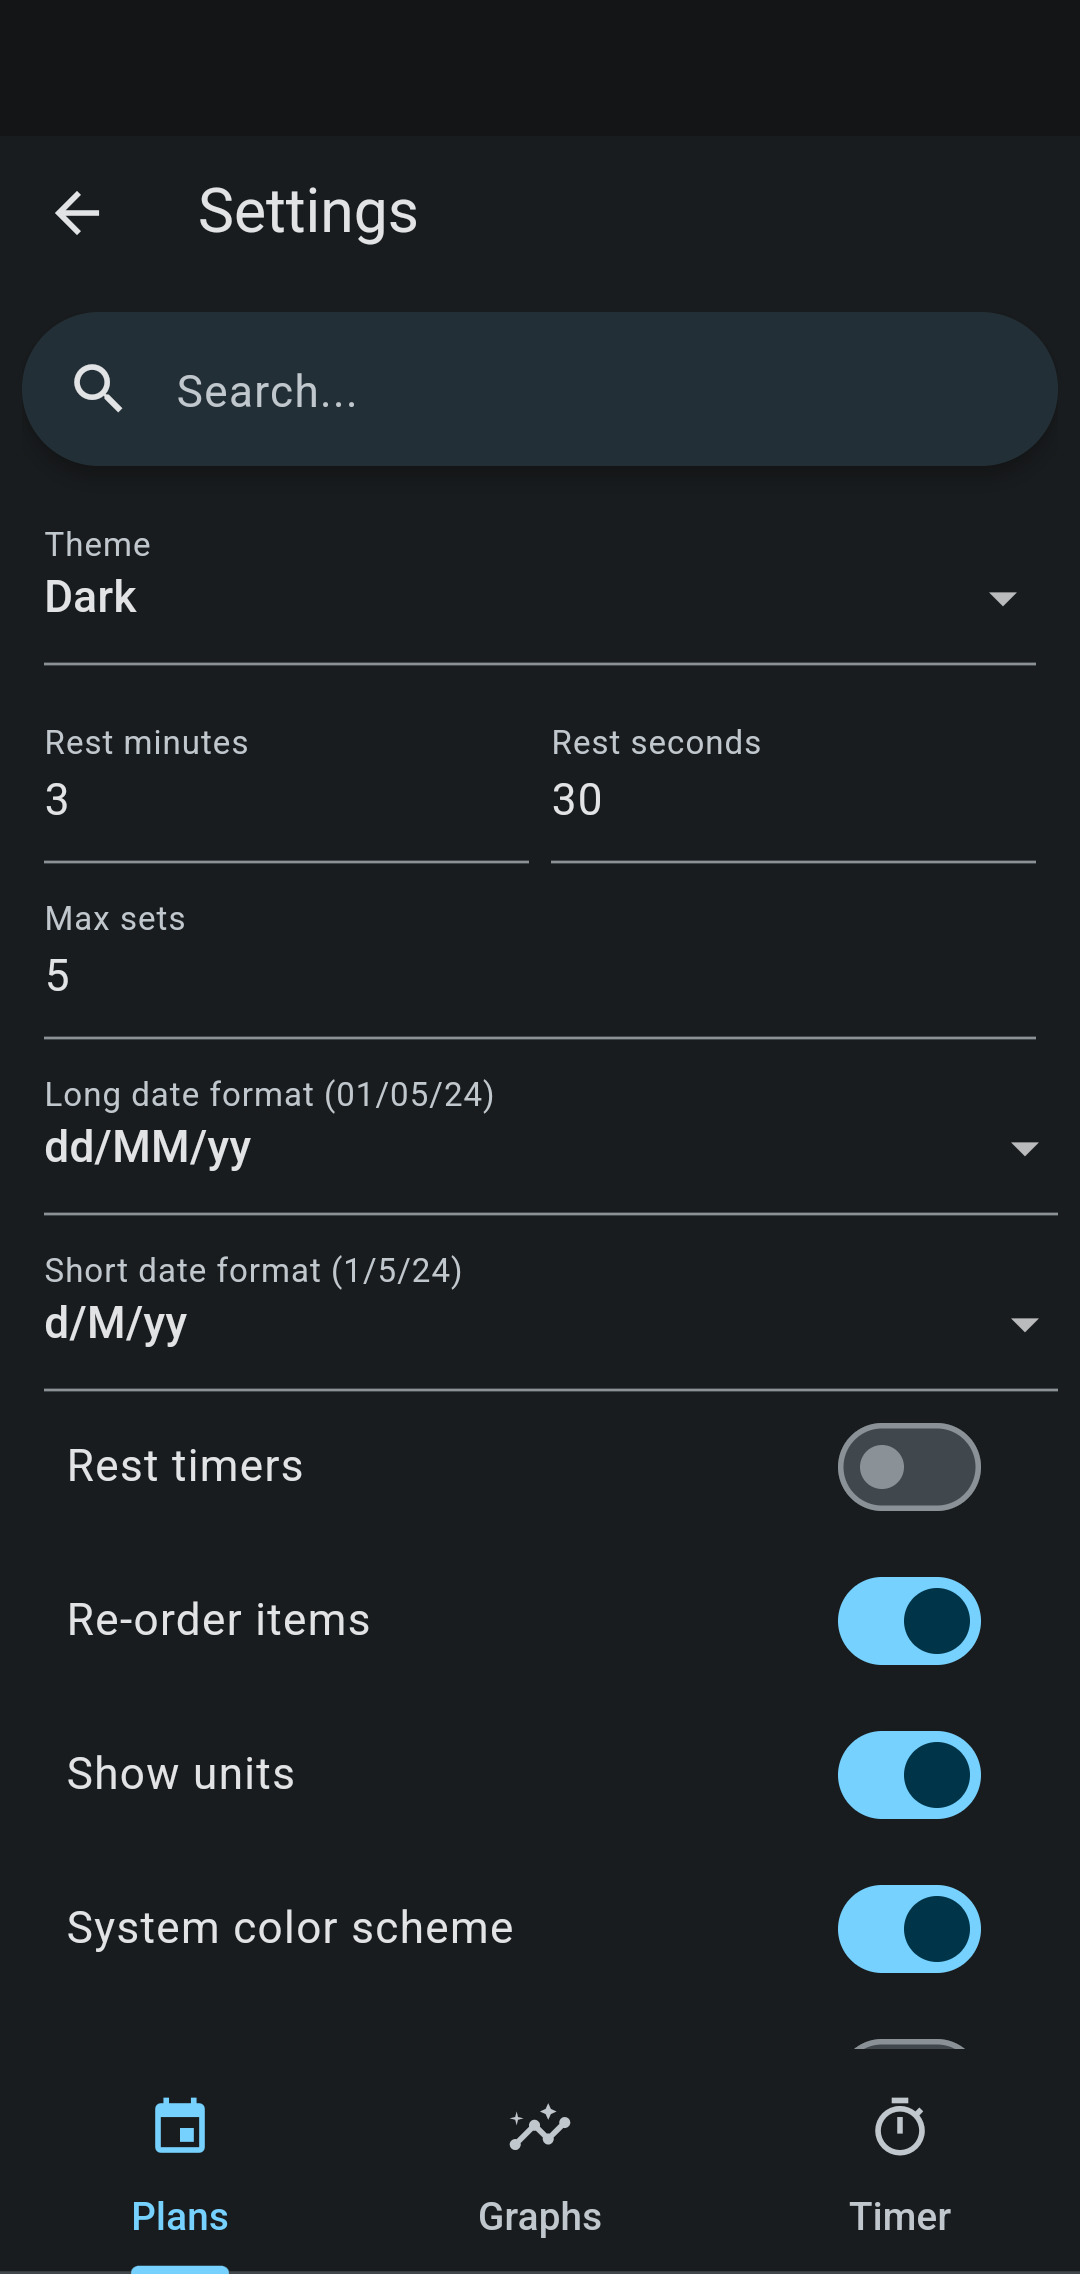 Settings
Search...
Theme
Dark
Rest minutes
Rest seconds
3
30
Max sets
5
Long date format (01/05/24)
dd/MM/yy
Short date format (1/5/24)
d/M/yy
Rest timers
Re-order items
Show units
System color scheme
Plans
Graphs
Timer